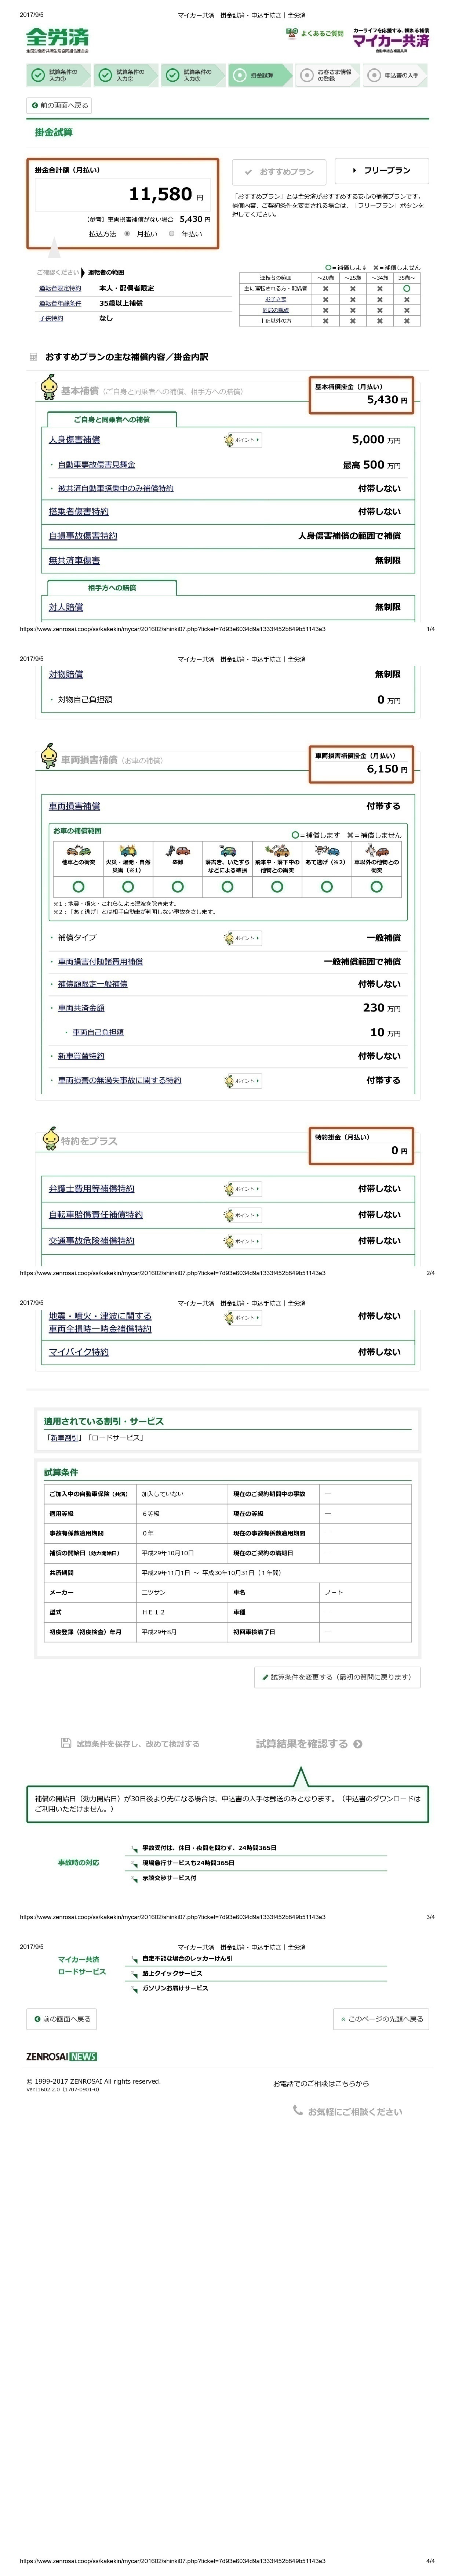 2017/9/5
マイカー共済 掛金試算・申込手続き｜全労済
全労済
全国労働者共済生活協同組合連合会
よくあるご質問
カーライフを応援する、頼れる補償
マイカー共済
自動車総合補償共済
試算条件の入力①
試算条件の入力②
試算条件の入力③
掛金試算
お客さま情報の登録
申込書の入手
前の画面へ戻る
掛金試算
掛金合計額（月払い）
11,580 円
【参考】車両損害補償がない場合 5,430 円
払込方法 月払い 年払い
おすすめプラン
フリープラン
「おすすめプラン」とは全労済がおすすめする安心の補償プランです。
補償内容、ご契約条件を変更される場合は、「フリープラン」ボタンを
押してください。
ご確認ください 運転者の範囲
運転者限定特約 本人・配偶者限定
運転者年齢条件 35歳以上補償
子供特約 なし
○＝補償します ✖＝補償しません
運転者の範囲 ～20歳 ～25歳 ～34歳 35歳～
主に運転される方・配偶者 ✖ ✖ ✖ ○
お子さま ✖ ✖ ✖ ✖
同居の親族 ✖ ✖ ✖ ✖
上記以外の方 ✖ ✖ ✖ ✖
おすすめプランの主な補償内容／掛金内訳
基本補償（ご自身と同乗者への補償、相手方への賠償）
基本補償掛金（月払い）
5,430 円
ご自身と同乗者への補償
人身傷害補償 ポイント 5,000 万円
・ 自動車事故傷害見舞金 最高 500 万円
・ 被共済自動車搭乗中のみ補償特約 付帯しない
搭乗者傷害特約 付帯しない
自損事故傷害特約 人身傷害補償の範囲で補償
無共済車傷害 無制限
相手方への賠償
対人賠償 無制限
https://www.zenrosai.coop/ss/kakekin/mycar/201602/shinki07.php?ticket=7d93e6034d9a1333f452b849b51143a3 1/4
2017/9/5
マイカー共済 掛金試算・申込手続き｜全労済
対物賠償 無制限
・ 対物自己負担額 0 万円
車両損害補償（お車の補償）
車両損害補償掛金（月払い）
6,150 円
車両損害補償 付帯する
お車の補償範囲
○＝補償します ✖＝補償しません
他車との衝突 火災・爆発・自然災害（※1） 盗難 落書き、いたずらなどによる破損 飛来中・落下中の他物との衝突 あて逃げ（※2） 車以外の他物との衝突
○ ○ ○ ○ ○ ○ ○
※1：地震・噴火・これらによる津波を除きます。
※2：「あて逃げ」とは相手自動車が判明しない事故をさします。
・ 補償タイプ ポイント 一般補償
・ 車両損害付随諸費用補償 一般補償範囲で補償
・ 補償額限定一般補償 付帯しない
・ 車両共済金額 230 万円
・ 車両自己負担額 10 万円
・ 新車買替特約 付帯しない
・ 車両損害の無過失事故に関する特約 ポイント 付帯する
特約をプラス
特約掛金（月払い）
0 円
弁護士費用等補償特約 ポイント 付帯しない
自転車賠償責任補償特約 ポイント 付帯しない
交通事故危険補償特約 ポイント 付帯しない
https://www.zenrosai.coop/ss/kakekin/mycar/201602/shinki07.php?ticket=7d93e6034d9a1333f452b849b51143a3 2/4
2017/9/5
マイカー共済 掛金試算・申込手続き｜全労済
地震・噴火・津波に関する ポイント 付帯しない
車両全損時一時金補償特約
マイバイク特約 付帯しない
適用されている割引・サービス
「新車割引」「ロードサービス」
試算条件
ご加入中の自動車保険（共済） 加入していない 現在のご契約期間中の事故 ―
適用等級 6等級 現在の等級 ―
事故有係数適用期間 0年 現在の事故有係数適用期間 ―
補償の開始日（効力開始日） 平成29年10月10日 現在のご契約の満期日 ―
共済期間 平成29年11月1日 ～ 平成30年10月31日（1年間）
メーカー ニツサン 車名 ノ－ト
型式 HE12 車種 ―
初度登録（初度検査）年月 平成29年8月 初回車検満了日 ―
試算条件を変更する（最初の質問に戻ります）
試算条件を保存し、改めて検討する
試算結果を確認する
補償の開始日（効力開始日）が30日後より先になる場合は、申込書の入手は郵送のみとなります。（申込書のダウンロードは
ご利用いただけません。）
事故時の対応
事故受付は、休日・夜間を問わず、24時間365日
現場急行サービスも24時間365日
示談交渉サービス付
https://www.zenrosai.coop/ss/kakekin/mycar/201602/shinki07.php?ticket=7d93e6034d9a1333f452b849b51143a3 3/4
2017/9/5
マイカー共済 掛金試算・申込手続き｜全労済
マイカー共済
ロードサービス
自走不能な場合のレッカーけん引
路上クイックサービス
ガソリンお届けサービス
前の画面へ戻る
このページの先頭へ戻る
ZENROSAI NEWS
© 1999-2017 ZENROSAI All rights reserved.
Ver.I1602.2.0（1707-0901-0）
お電話でのご相談はこちらから
お気軽にご相談ください
https://www.zenrosai.coop/ss/kakekin/mycar/201602/shinki07.php?ticket=7d93e6034d9a1333f452b849b51143a3 4/4